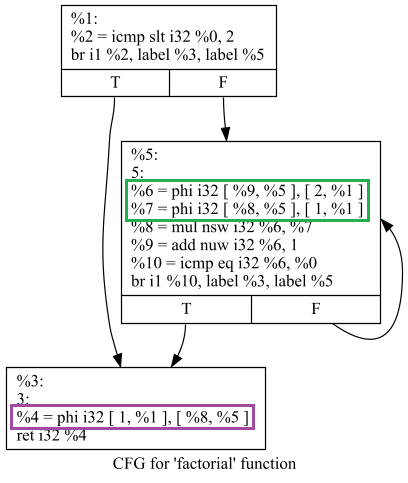 %1:
%2 = icmp slt i32 %0, 2
br i1 %2, label %3, label %5
T F
%5:
5:
%6 = phi i32 [ %9, %5 ], [ 2, %1 ]
%7 = phi i32 [ %8, %5 ], [ 1, %1 ]
%8 = mul nsw i32 %6, %7
%9 = add nuw i32 %6, 1
%10 = icmp eq i32 %6, %0
br i1 %10, label %3, label %5
T F
%3:
3:
%4 = phi i32 [ 1, %1 ], [ %8, %5 ]
ret i32 %4
CFG for 'factorial' function